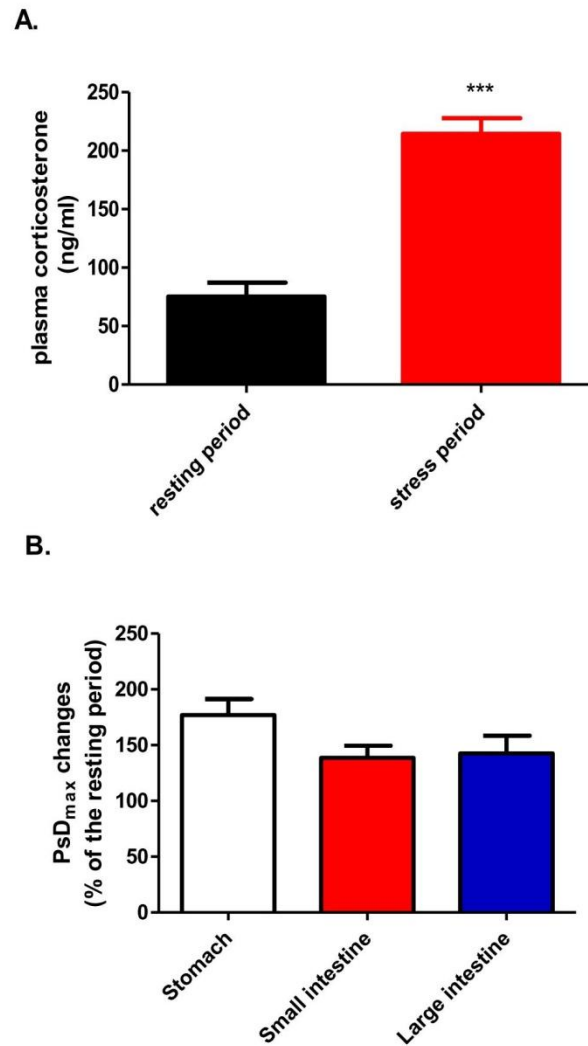 A.
***
plasma corticosterone
(ng/ml)
250
200
150
100
50
0
resting period
stress period
B.
PsDmax changes
(% of the resting period)
250
200
150
100
50
0
Stomach
Small intestine
Large intestine